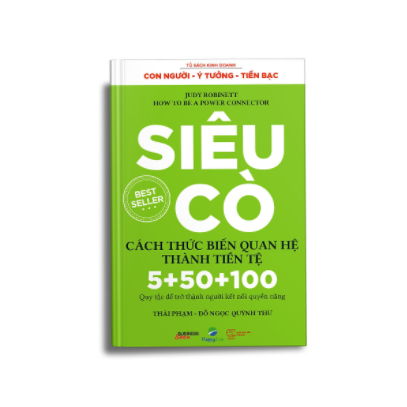 TỦ SÁCH KINH DOANH
CON NGƯỜI - Ý TƯỞNG - TIỀN BẠC
JUDY ROBINETT
HOW TO BE A POWER CONNECTOR
SIÊU
CÒ
BEST
SELLER
CÁCH THỨC BIẾN QUAN HỆ
THÀNH TIỀN TỆ
5+50+100
Quy tắc để trở thành người kết nối quyền năng
THÁI PHẠM - ĐỖ NGỌC QUỲNH THƯ